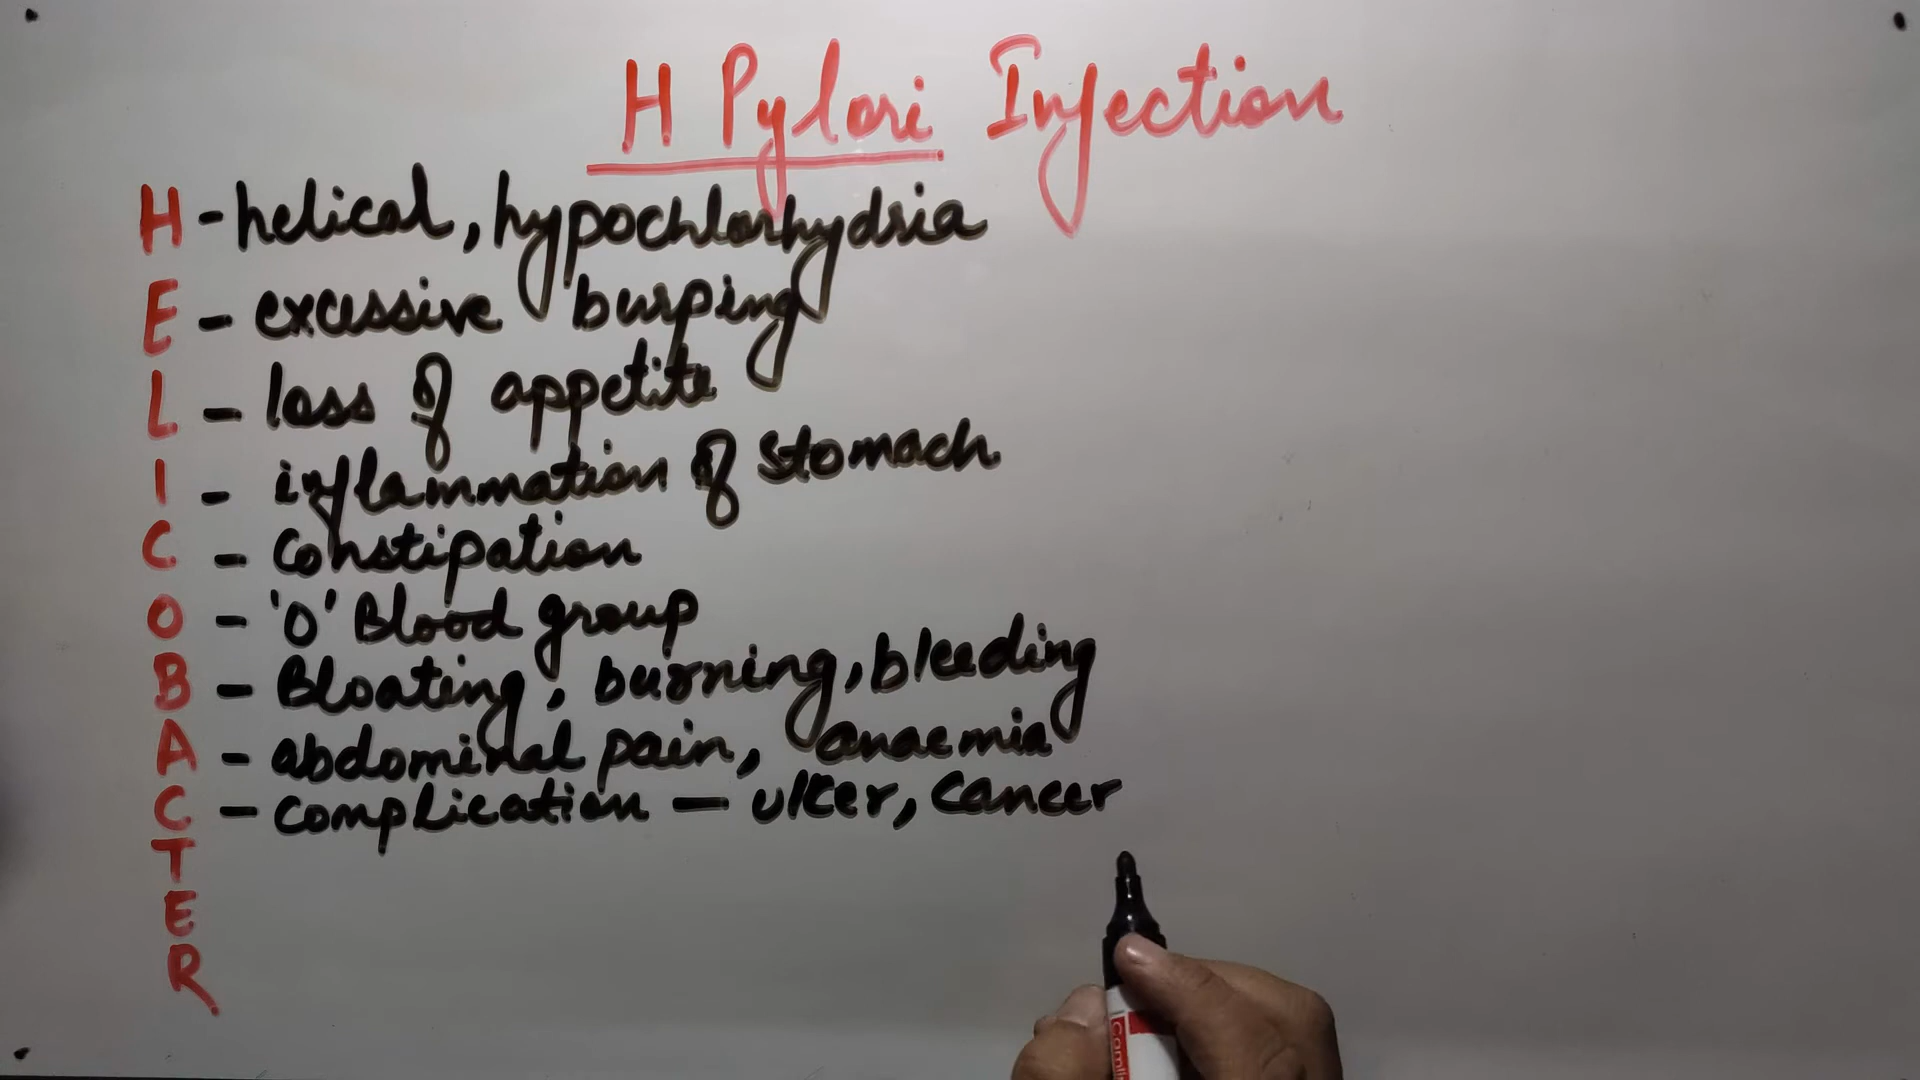 H Pylori Injection
H - helical, hypochlorhydria
E - excessive burping
L - loss of appetite
I - inflammation of stomach
C - Constipation
O - 'O' Blood group
B - Bloating, burning, bleeding
A - abdominal pain, anaemia
C - complication - ulcer, cancer
T
E
R